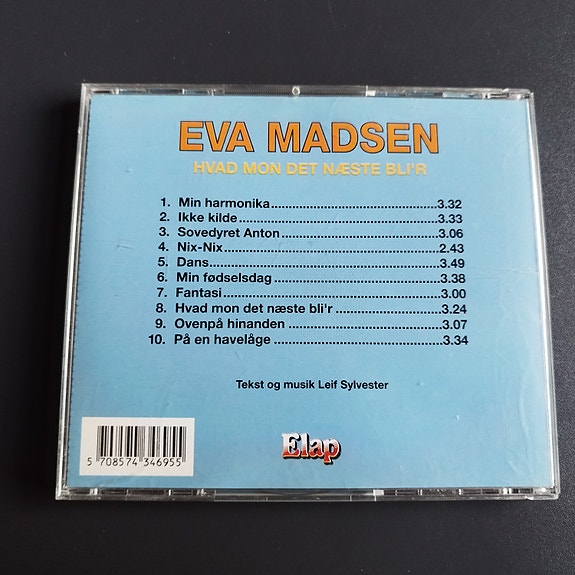 EVA MADSEN
HVAD MON DET NÆSTE BLI'R
1. Min harmonika..................................................3.32
2. Ikke kilde...........................................................3.33
3. Sovedyret Anton...............................................3.06
4. Nix-Nix...............................................................2.43
5. Dans..................................................................3.49
6. Min fødselsdag.................................................3.38
7. Fantasi..............................................................3.00
8. Hvad mon det næste bli'r ...............................3.24
9. Ovenpå hinanden.............................................3.07
10. På en havelåge................................................3.34
Tekst og musik Leif Sylvester
Elap
5 708574 346955